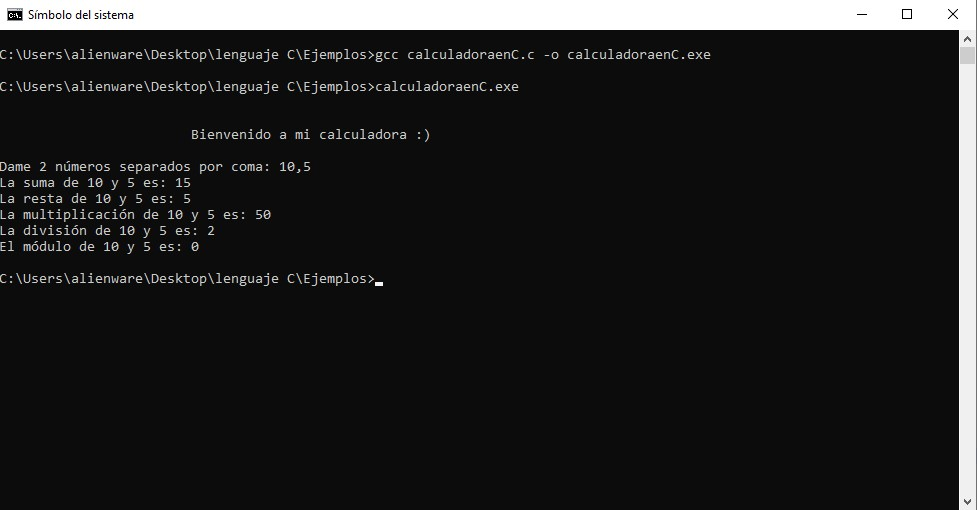 Símbolo del sistema
C:\Users\alienware\Desktop\lenguaje C\Ejemplos>gcc calculadoraenC.c -o calculadoraenC.exe
C:\Users\alienware\Desktop\lenguaje C\Ejemplos>calculadoraenC.exe
Bienvenido a mi calculadora :)
Dame 2 números separados por coma: 10,5
La suma de 10 y 5 es: 15
La resta de 10 y 5 es: 5
La multiplicación de 10 y 5 es: 50
La división de 10 y 5 es: 2
El módulo de 10 y 5 es: 0
C:\Users\alienware\Desktop\lenguaje C\Ejemplos>